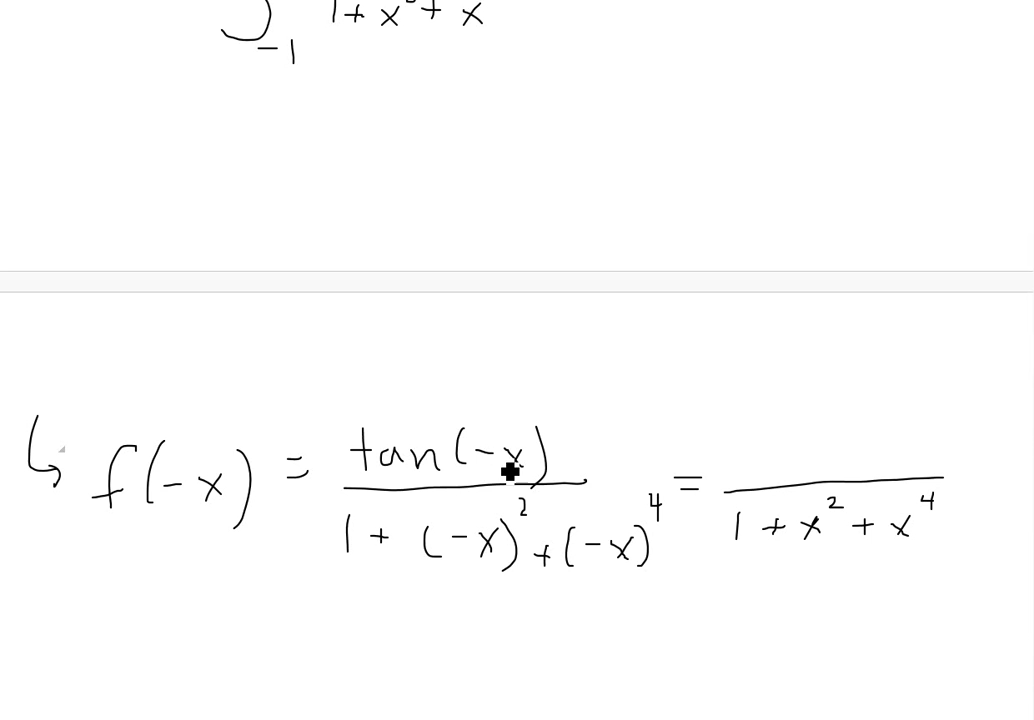 ∫₋₁ 1 + x² + x
↳ f(-x) = tan(-x) / (1 + (-x)² + (-x)⁴) = / (1 + x² + x⁴)